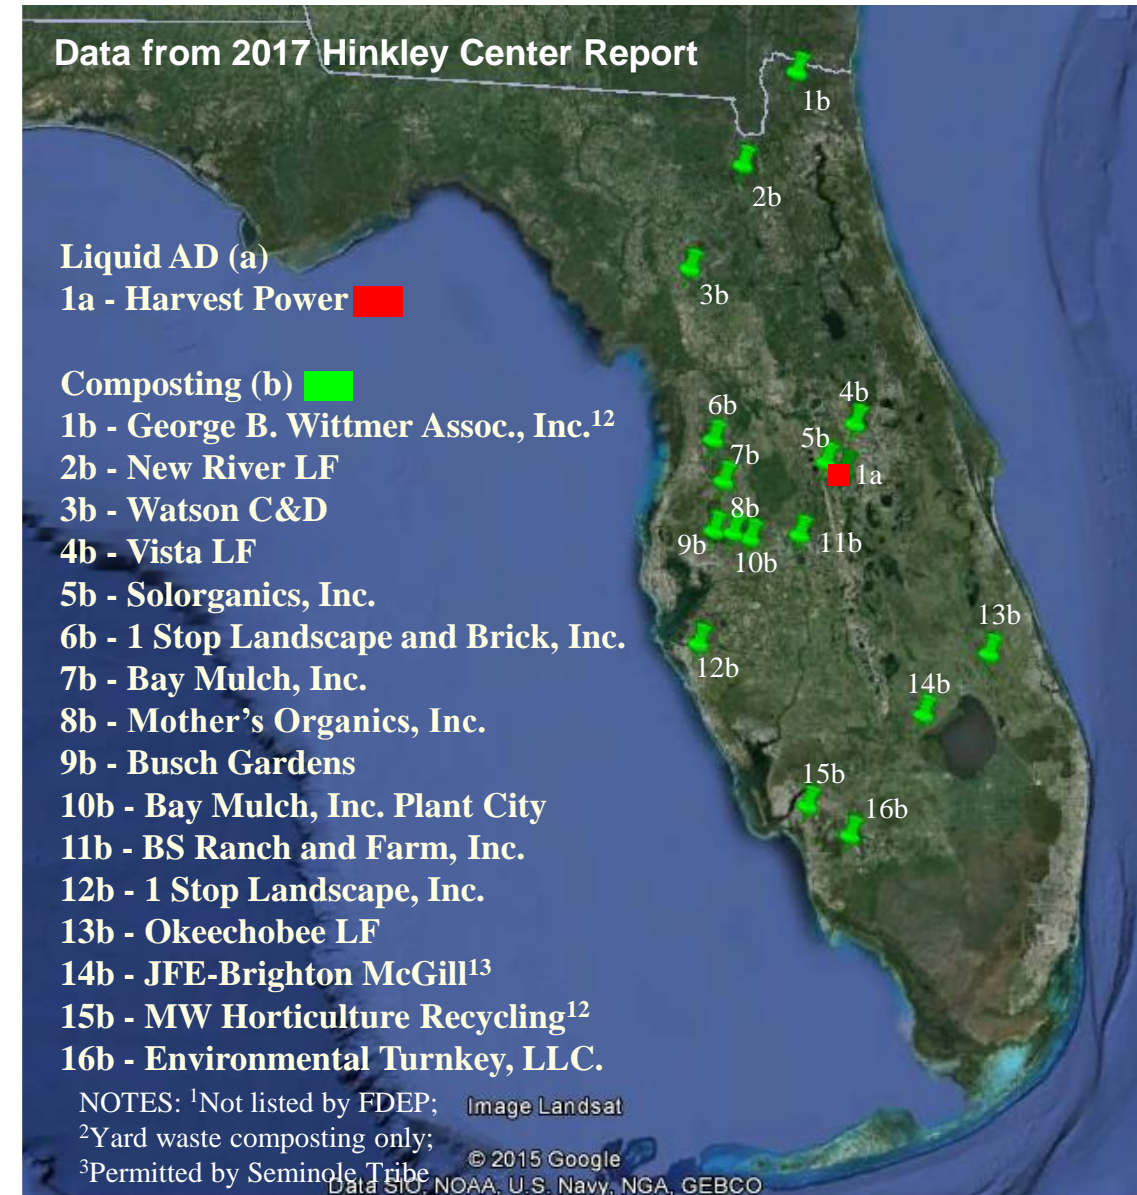 Data from 2017 Hinkley Center Report
1b
2b
Liquid AD (a)
1a - Harvest Power
3b
Composting (b)
1b - George B. Wittmer Assoc., Inc.¹²
2b - New River LF
3b - Watson C&D
4b - Vista LF
5b - Solorganics, Inc.
6b - 1 Stop Landscape and Brick, Inc.
7b - Bay Mulch, Inc.
8b - Mother’s Organics, Inc.
9b - Busch Gardens
10b - Bay Mulch, Inc. Plant City
11b - BS Ranch and Farm, Inc.
12b - 1 Stop Landscape, Inc.
13b - Okeechobee LF
14b - JFE-Brighton McGill¹³
15b - MW Horticulture Recycling¹²
16b - Environmental Turnkey, LLC.
4b
6b
5b
7b
1a
8b
9b
10b
11b
13b
12b
14b
15b
16b
NOTES: ¹Not listed by FDEP;
²Yard waste composting only;
³Permitted by Seminole Tribe
Image Landsat
© 2015 Google
Data SIO, NOAA, U.S. Navy, NGA, GEBCO